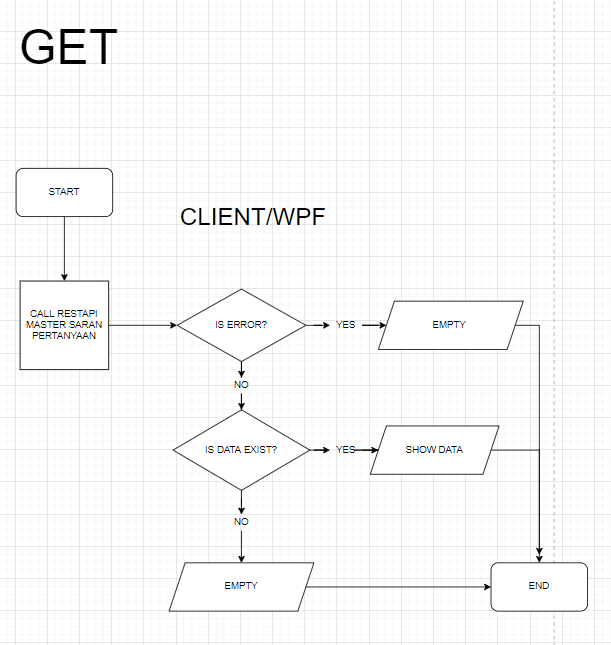 GET
START
CLIENT/WPF
CALL RESTAPI
MASTER SARAN
PERTANYAAN
IS ERROR?
YES
EMPTY
NO
IS DATA EXIST?
YES
SHOW DATA
NO
EMPTY
END